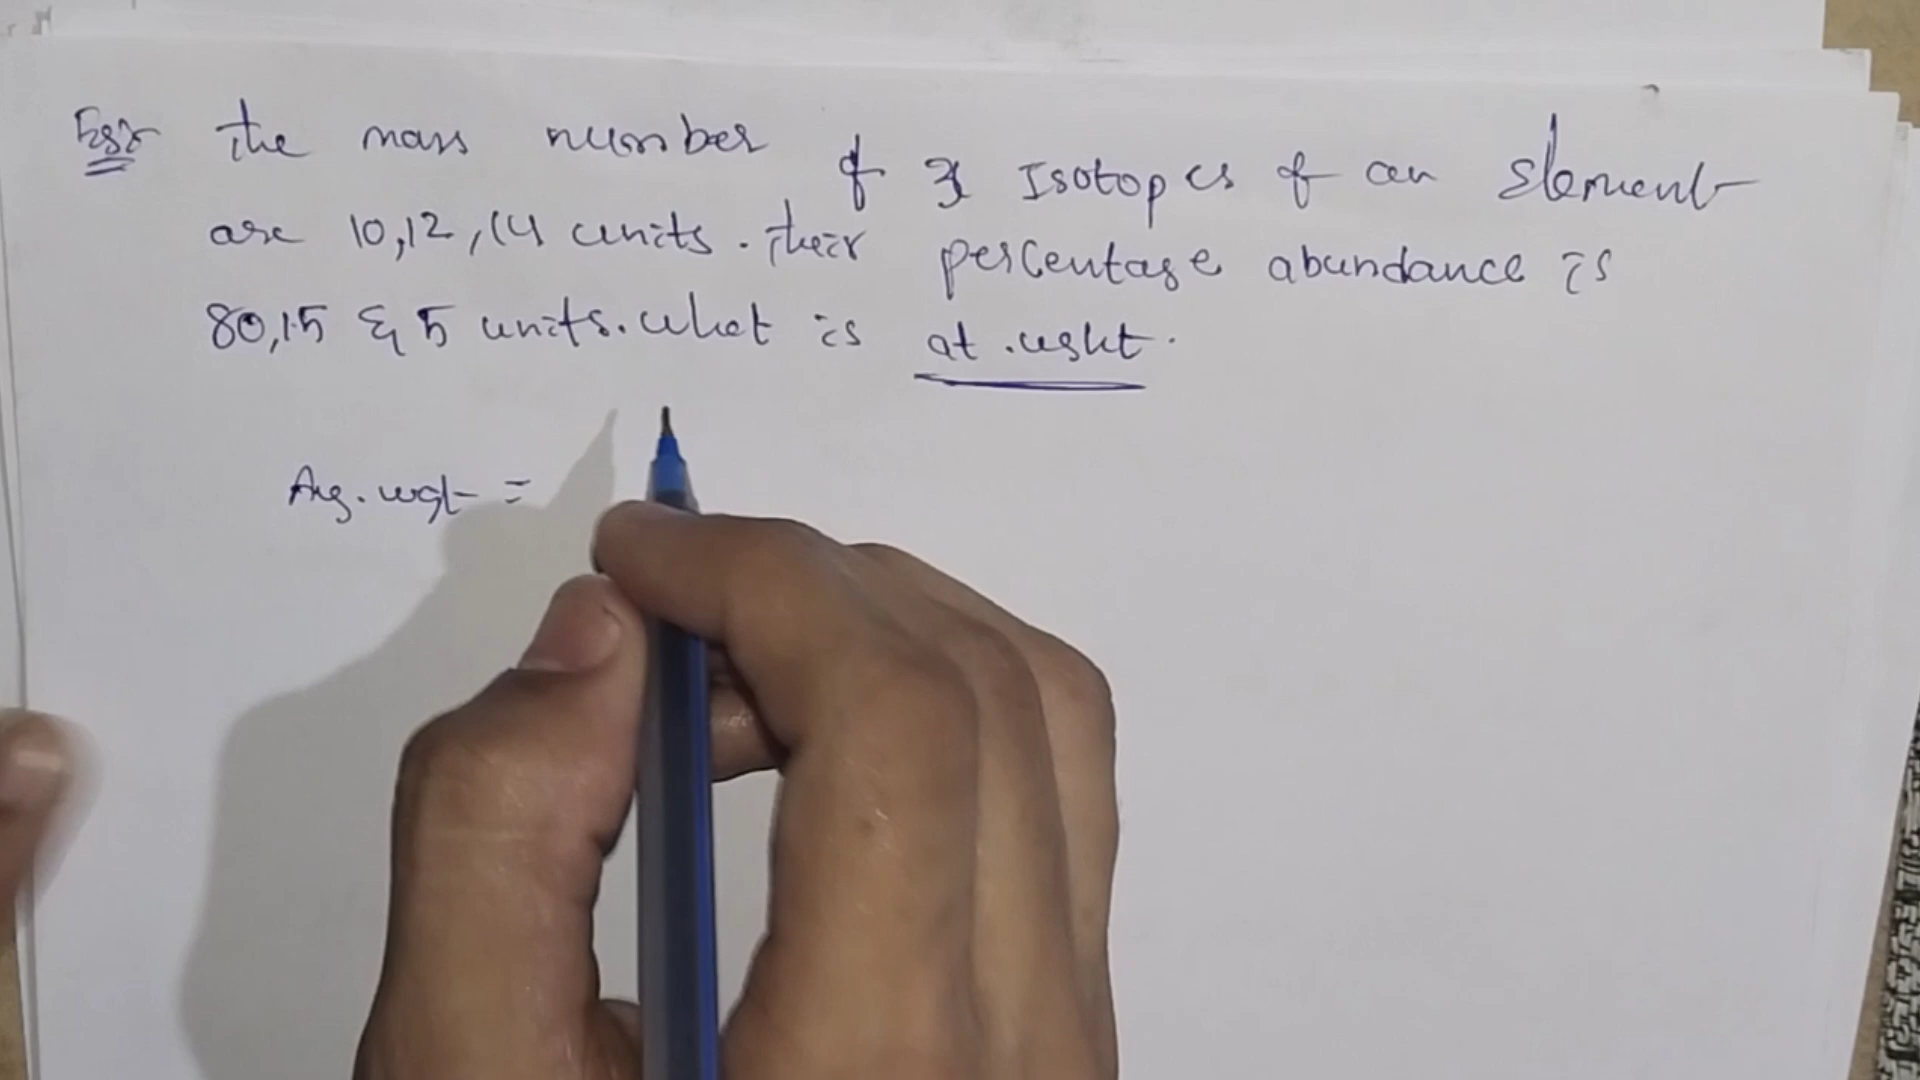 Eg:- The mass number of 3 Isotopes of an Element
are 10,12,14 units. Their percentage abundance is
80,15 & 5 units. What is at. wght.
Avg. wgt =